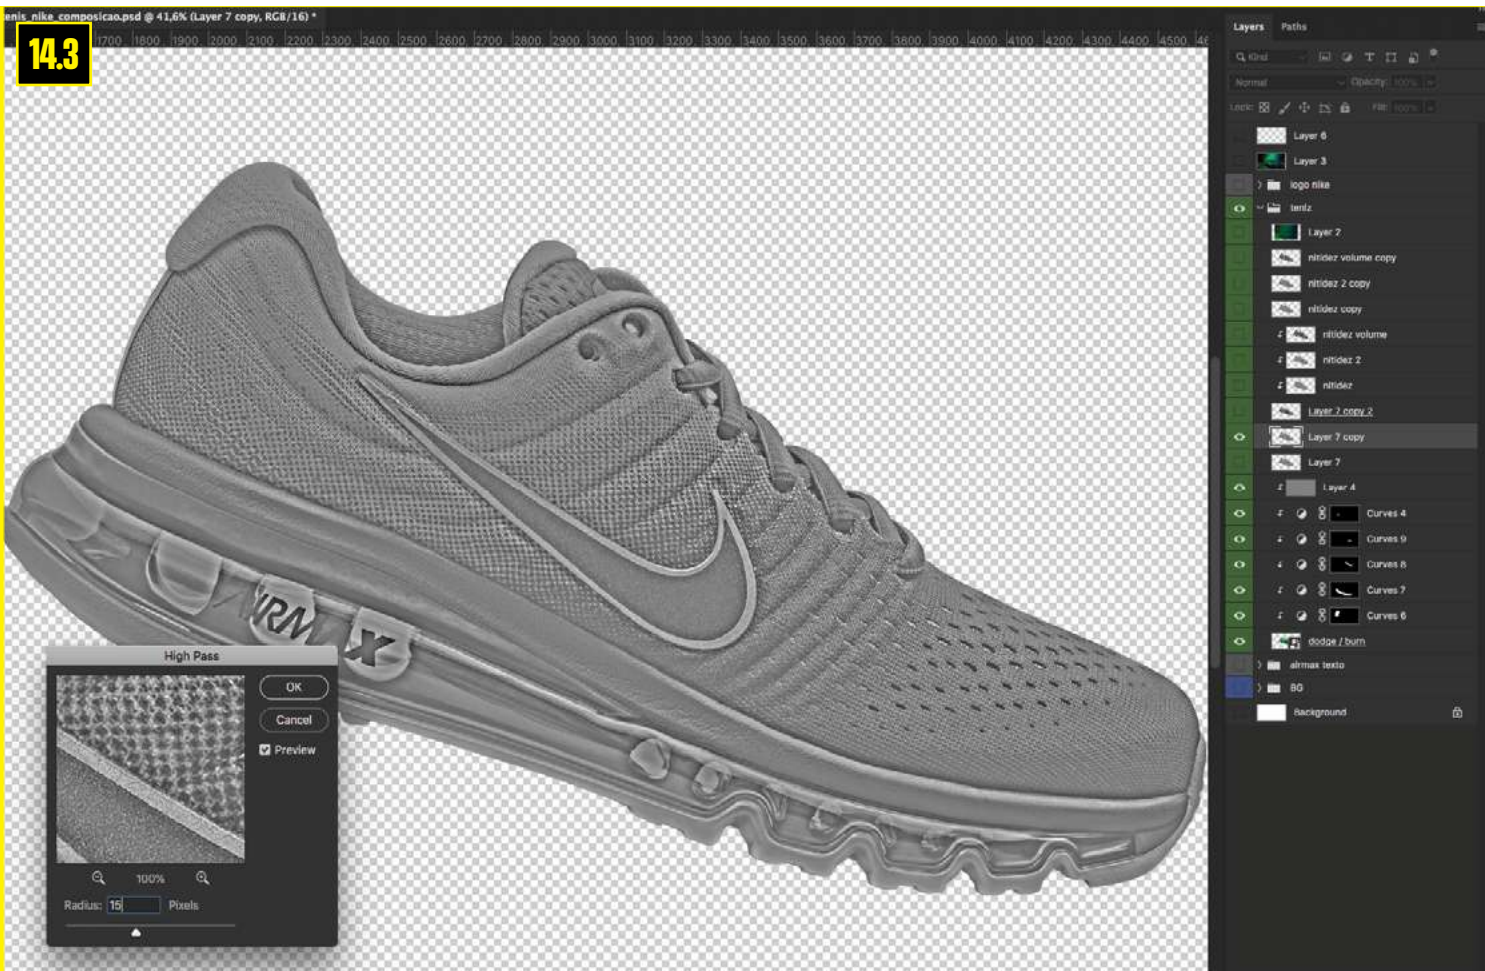 tenis_nike_composicao.psd @ 41,6% (Layer 7 copy, RGB/16) *
14.3
1700 1800 1900 2000 2100 2200 2300 2400 2500 2600 2700 2800 2900 3000 3100 3200 3300 3400 3500 3600 3700 3800 3900 4000 4100 4200 4300 4400 4500 46
Layers Paths
Kind
Normal Opacity: 100%
Lock: Fill: 100%
Layer 6
Layer 3
logo nike
teniz
Layer 2
nitidez volume copy
nitidez 2 copy
nitidez copy
nitidez volume
nitidez 2
nitidez
Layer 7 copy 2
Layer 7 copy
Layer 7
Layer 4
Curves 4
Curves 9
Curves 8
Curves 7
Curves 6
dodge / burn
airmax texto
BG
Background
High Pass
OK
Cancel
Preview
100%
Radius: 15 Pixels